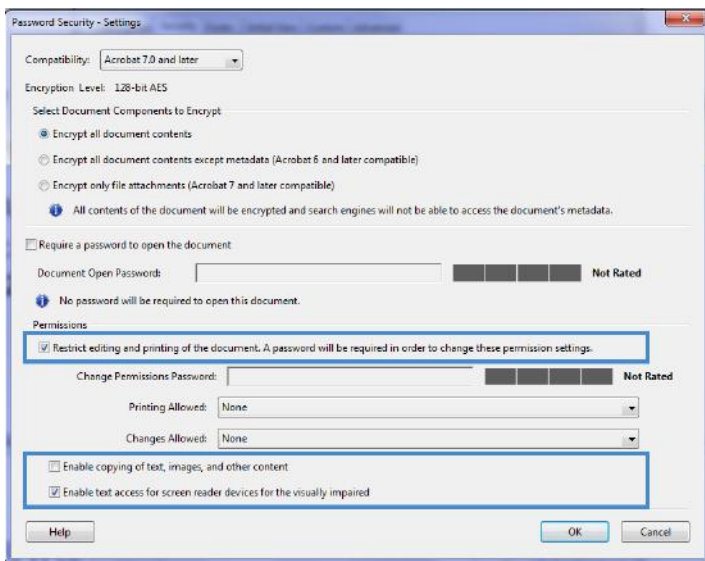 Password Security - Settings
Compatibility: Acrobat 7.0 and later
Encryption Level: 128-bit AES
Select Document Components to Encrypt
Encrypt all document contents
Encrypt all document contents except metadata (Acrobat 6 and later compatible)
Encrypt only file attachments (Acrobat 7 and later compatible)
All contents of the document will be encrypted and search engines will not be able to access the document's metadata.
Require a password to open the document
Document Open Password: Not Rated
No password will be required to open this document.
Permissions
Restrict editing and printing of the document. A password will be required in order to change these permission settings.
Change Permissions Password: Not Rated
Printing Allowed: None
Changes Allowed: None
Enable copying of text, images, and other content
Enable text access for screen reader devices for the visually impaired
Help OK Cancel